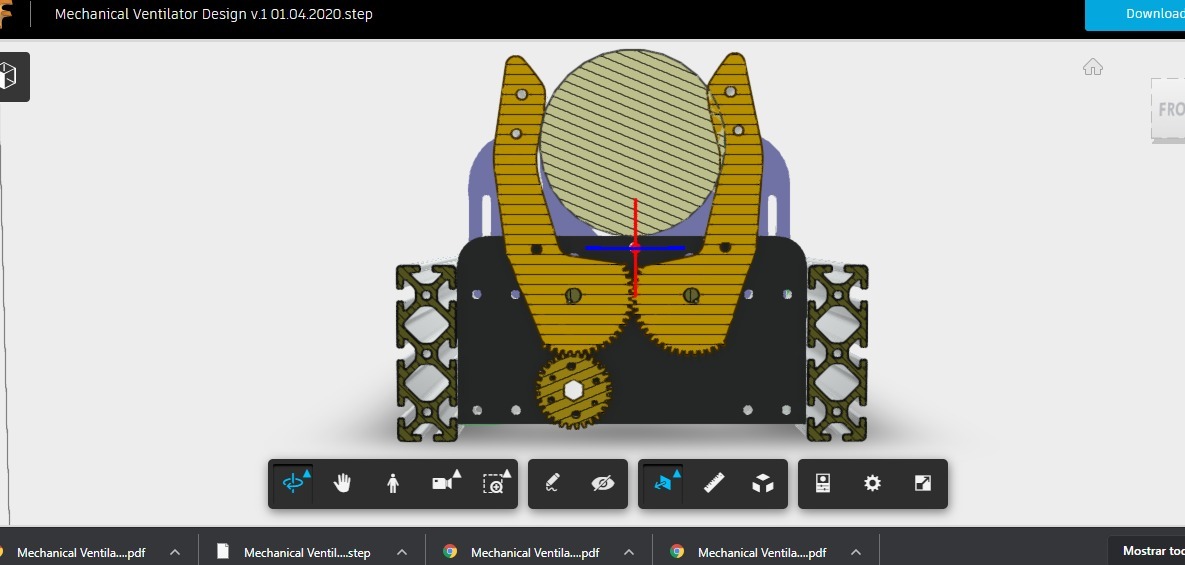 Mechanical Ventilator Design v.1 01.04.2020.step
Download
FRO
Mechanical Ventila....pdf
Mechanical Ventil....step
Mechanical Ventila....pdf
Mechanical Ventila....pdf
Mostrar toc